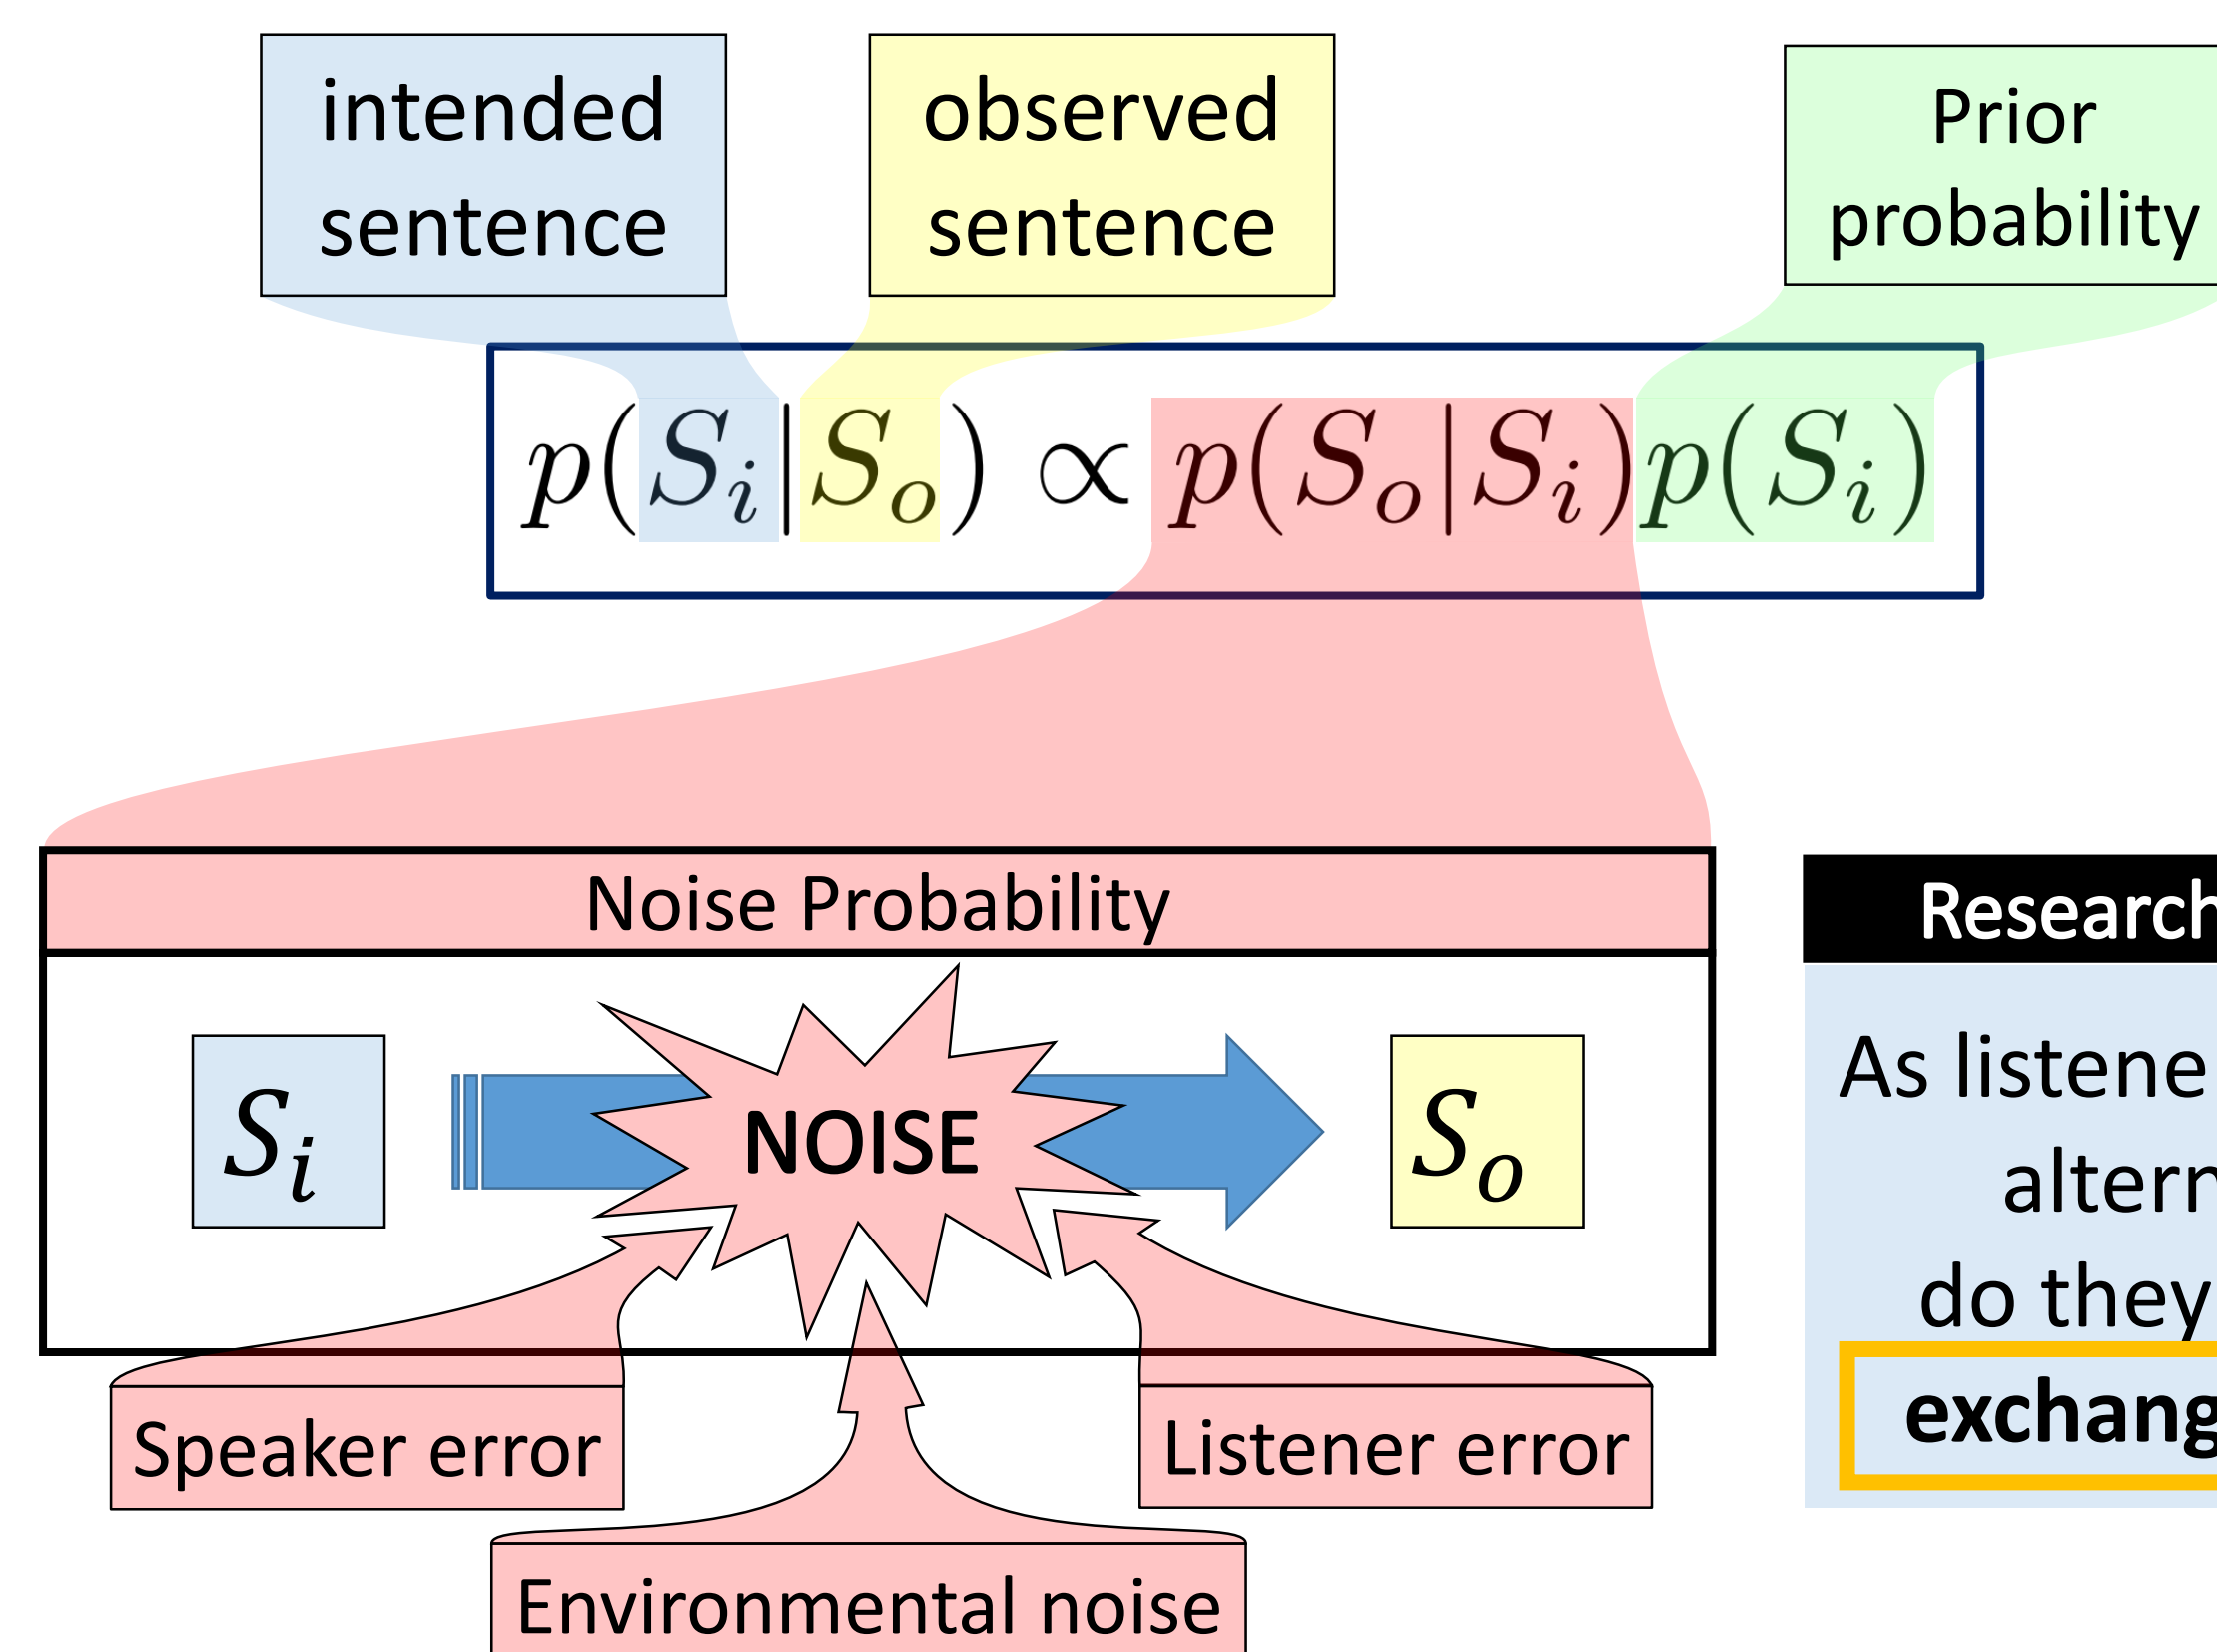 intended
sentence
observed
sentence
Prior
probability
p(S_i|S_o) ∝ p(S_o|S_i)p(S_i)
Noise Probability
S_i
NOISE
S_o
Speaker error
Listener error
Environmental noise
Research
As listene
altern
do they
exchang